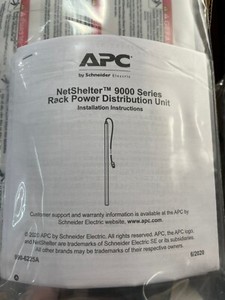 APC
by Schneider Electric
NetShelter™ 9000 Series
Rack Power Distribution Unit
Installation Instructions
Customer support and warranty information is available at the APC by
Schneider Electric website, www.apc.com.
© 2020 APC by Schneider Electric. All rights reserved. APC, the APC logo,
and NetShelter are trademarks of Schneider Electric SE or its subsidiaries.
All other brands may be trademarks of their respective owners.
990-6235A
6/2020